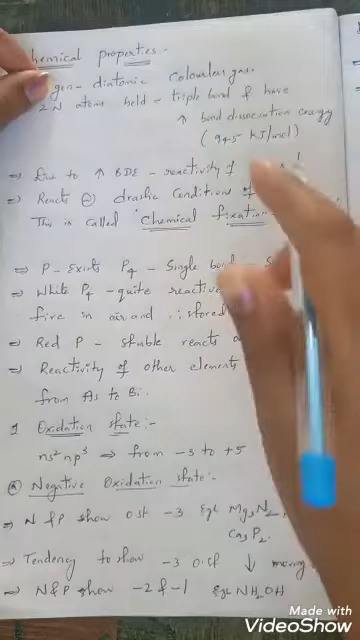 hemical properties :-
gen - diatomic colourless gas.
2 N atoms held - triple bond & have
↑ bond dissociation energy
(945 kJ/mol)
⇒ Due to ↑ BDE - reactivity of
⇒ Reacts @ drastic Conditions of
This is called 'Chemical fixation
⇒ P - Exists P4 - Single bond - S
⇒ White P4 - quite reactive
fire in air and stored
⇒ Red P - stable reacts
⇒ Reactivity of other elements
from As to Bi.
Oxidation state :-
ns² np³ ⇒ from -3 to +5
Negative Oxidation state :-
⇒ N & P show ost -3 Eg: Mg3N2,
Ca3P2.
⇒ Tendency to show -3 O.st ↓ moving
⇒ N & P show -2 & -1 Eg: NH2OH
Made with
VideoShow